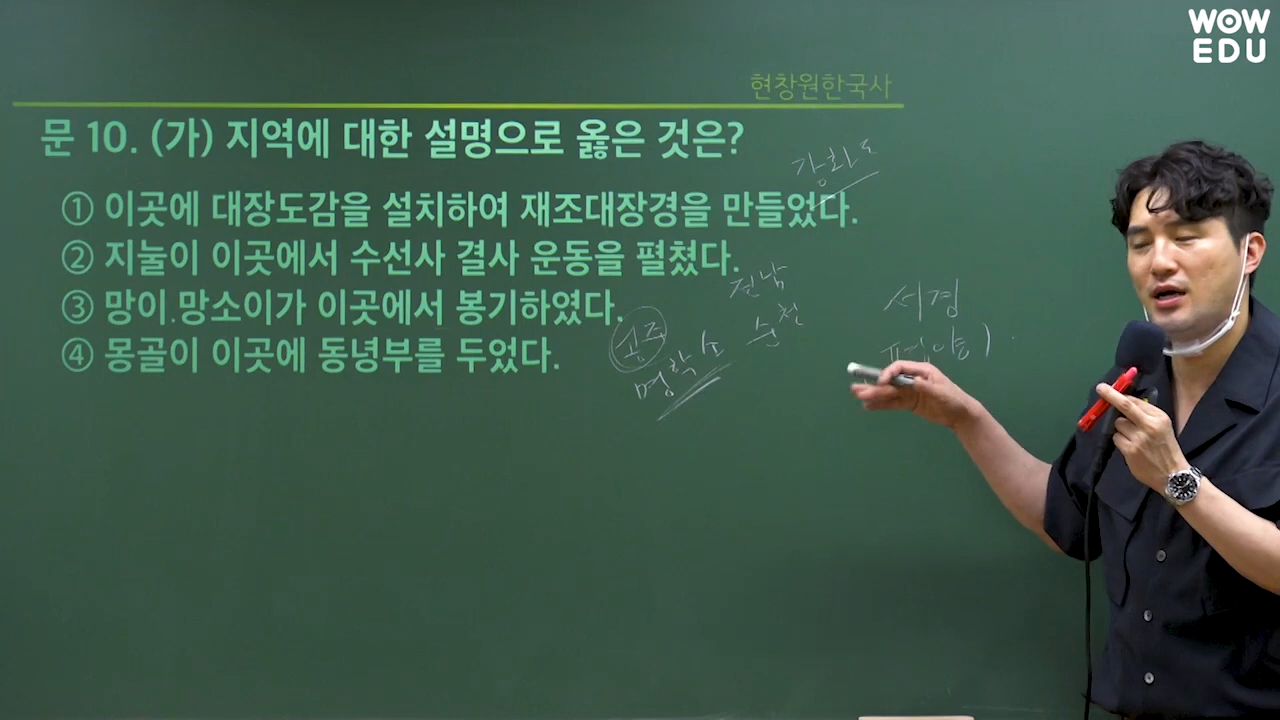 WOW
EDU
현창원한국사
문 10. (가) 지역에 대한 설명으로 옳은 것은?
① 이곳에 대장도감을 설치하여 재조대장경을 만들었다.
② 지눌이 이곳에서 수선사 결사 운동을 펼쳤다.
③ 망이.망소이가 이곳에서 봉기하였다.
④ 몽골이 이곳에 동녕부를 두었다.
강화도
전남
순천
공주
명학소
서경
평양